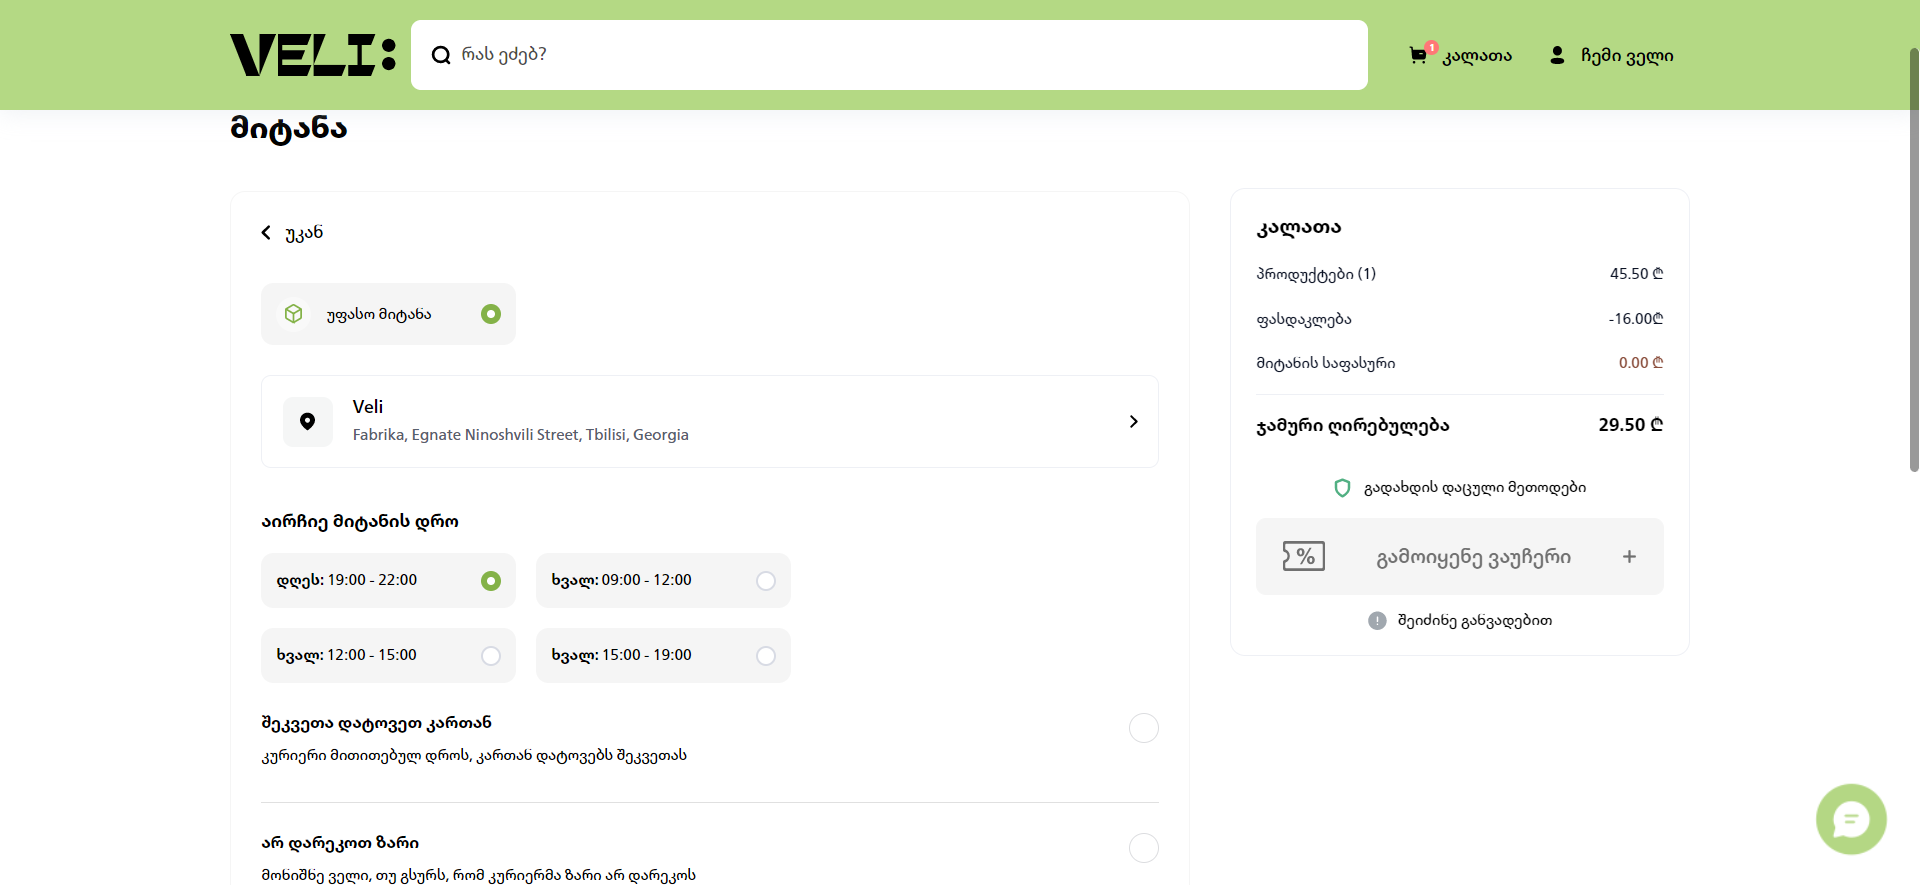 VELI:
რას ეძებ?
1
კალათა
ჩემი ველი
მიტანა
უკან
უფასო მიტანა
Veli
Fabrika, Egnate Ninoshvili Street, Tbilisi, Georgia
აირჩიე მიტანის დრო
დღეს: 19:00 - 22:00
ხვალ: 09:00 - 12:00
ხვალ: 12:00 - 15:00
ხვალ: 15:00 - 19:00
შეკვეთა დატოვეთ კართან
კურიერი მითითებულ დროს, კართან დატოვებს შეკვეთას
არ დარეკოთ ზარი
მონიშნე ველი, თუ გსურს, რომ კურიერმა ზარი არ დარეკოს
კალათა
პროდუქტები (1) 45.50 ₾
ფასდაკლება -16.00₾
მიტანის საფასური 0.00 ₾
ჯამური ღირებულება 29.50 ₾
გადახდის დაცული მეთოდები
% გამოიყენე ვაუჩერი +
შეიძინე განვადებით